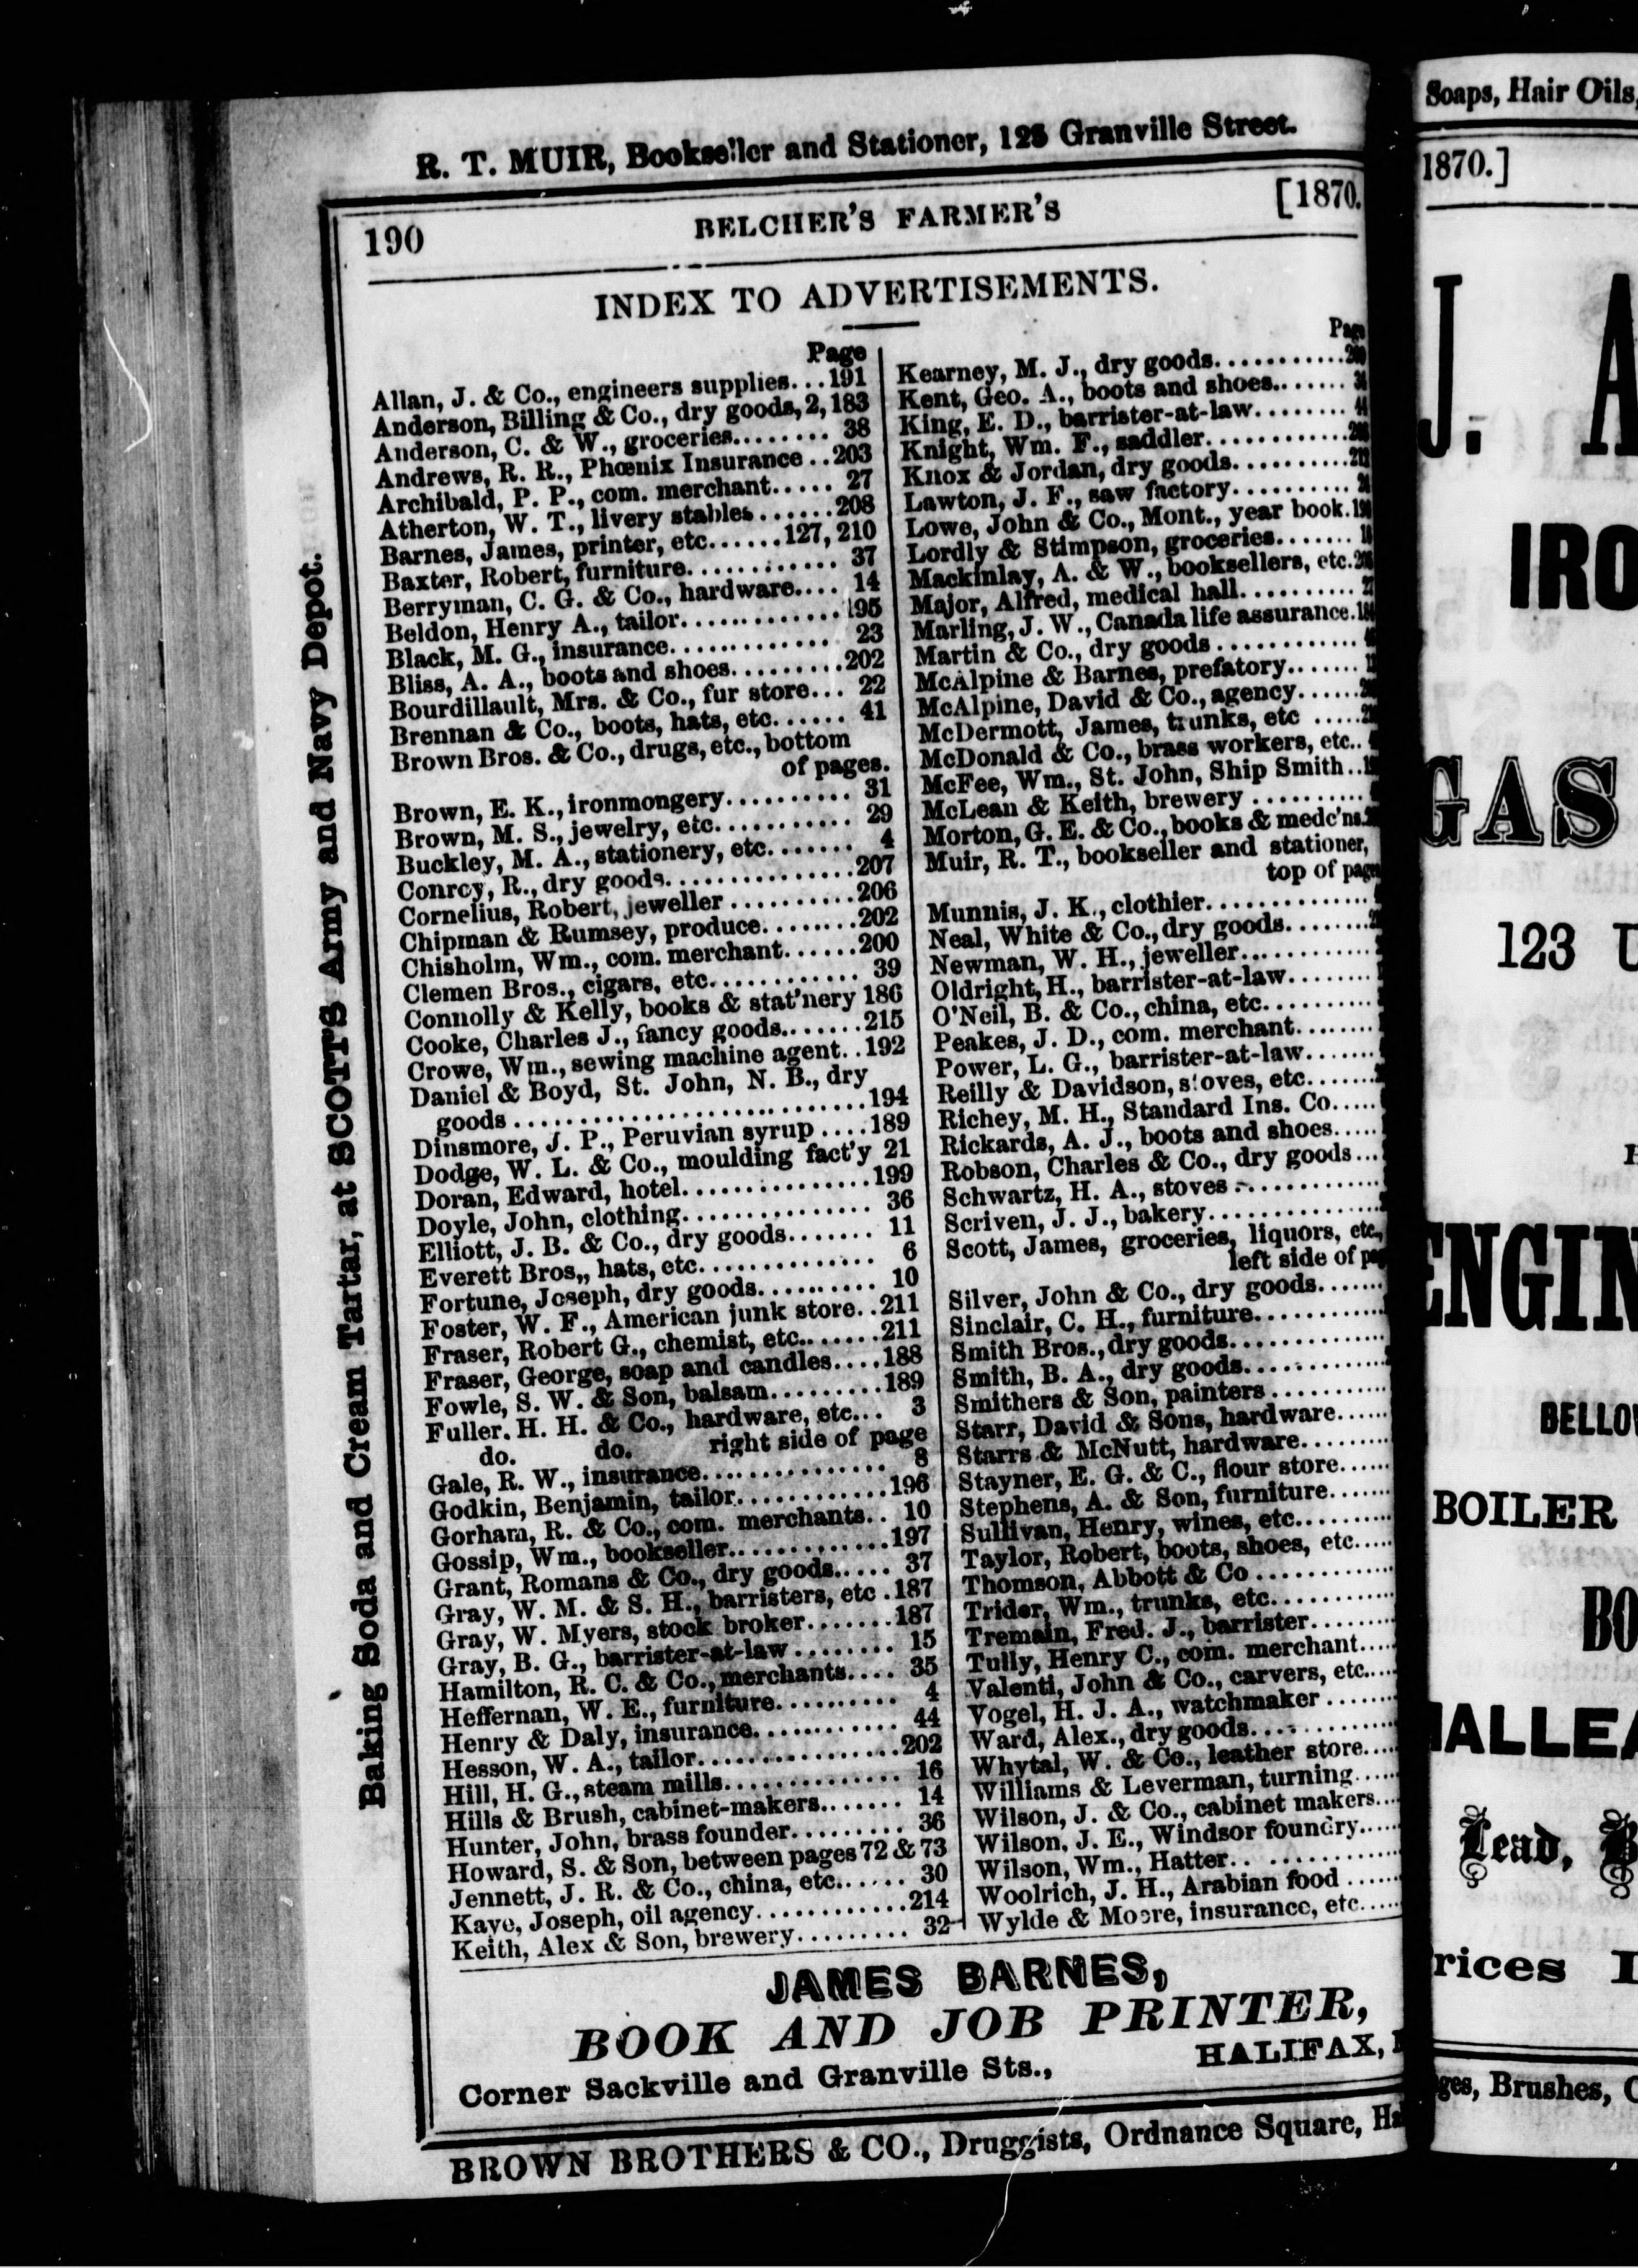 R. T. MUIR, Bookseller and Stationer, 125 Granville Street.
190
BELCHER'S FARMER'S
[1870.
INDEX TO ADVERTISEMENTS.
Page
Allan, J. & Co., engineers supplies...191
Anderson, Billing & Co., dry goods, 2, 183
Anderson, C. & W., groceries........ 38
Andrews, R. R., Phœnix Insurance..203
Archibald, P. P., com. merchant..... 27
Atherton, W. T., livery stables.......208
Barnes, James, printer, etc......127, 210
Baxter, Robert, furniture............ 37
Berryman, C. G. & Co., hardware.... 14
Beldon, Henry A., tailor.............195
Black, M. G., insurance.............. 23
Bliss, A. A., boots and shoes.........202
Bourdillault, Mrs. & Co., fur store... 22
Brennan & Co., boots, hats, etc...... 41
Brown Bros. & Co., drugs, etc., bottom
of pages.
Brown, E. K., ironmongery.......... 31
Brown, M. S., jewelry, etc........... 29
Buckley, M. A., stationery, etc....... 4
Conroy, R., dry goods...............207
Cornelius, Robert, jeweller..........206
Chipman & Rumsey, produce........202
Chisholm, Wm., com. merchant......200
Clemen Bros., cigars, etc............ 39
Connolly & Kelly, books & stat'nery 186
Cooke, Charles J., fancy goods.......215
Crowe, Wm., sewing machine agent..192
Daniel & Boyd, St. John, N. B., dry
goods............................194
Dinsmore, J. P., Peruvian syrup....189
Dodge, W. L. & Co., moulding fact'y 21
Doran, Edward, hotel...............199
Doyle, John, clothing............... 36
Elliott, J. B. & Co., dry goods....... 11
Everett Bros,, hats, etc.............. 6
Fortune, Joseph, dry goods.......... 10
Foster, W. F., American junk store..211
Fraser, Robert G., chemist, etc.......211
Fraser, George, soap and candles....188
Fowle, S. W. & Son, balsam.........189
Fuller, H. H. & Co., hardware, etc... 3
do. do. right side of page
Gale, R. W., insurance............... 8
Godkin, Benjamin, tailor............196
Gorham, R. & Co., com. merchants.. 10
Gossip, Wm., bookseller.............197
Grant, Romans & Co., dry goods..... 37
Gray, W. M. & S. H., barristers, etc.187
Gray, W. Myers, stock broker.......187
Gray, B. G., barrister-at-law........ 15
Hamilton, R. C. & Co., merchants.... 35
Heffernan, W. E., furniture.......... 4
Henry & Daly, insurance............ 44
Hesson, W. A., tailor................202
Hill, H. G., steam mills.............. 16
Hills & Brush, cabinet-makers....... 14
Hunter, John, brass founder......... 36
Howard, S. & Son, between pages 72 & 73
Jennett, J. R. & Co., china, etc...... 30
Kaye, Joseph, oil agency............214
Keith, Alex & Son, brewery......... 32
Kearney, M. J., dry goods...........
Kent, Geo. A., boots and shoes.......
King, E. D., barrister-at-law........
Knight, Wm. F., saddler............
Knox & Jordan, dry goods..........
Lawton, J. F., saw factory..........
Lowe, John & Co., Mont., year book.
Lordly & Stimpson, groceries.......
Mackinlay, A. & W., booksellers, etc.
Major, Alfred, medical hall..........
Marling, J. W., Canada life assurance.
Martin & Co., dry goods............
McAlpine & Barnes, prefatory.......
McAlpine, David & Co., agency......
McDermott, James, trunks, etc.....
McDonald & Co., brass workers, etc..
McFee, Wm., St. John, Ship Smith..
McLean & Keith, brewery..........
Morton, G. E. & Co., books & medc'ns.
Muir, R. T., bookseller and stationer,
top of
Munnis, J. K., clothier..............
Neal, White & Co., dry goods........
Newman, W. H., jeweller............
Oldright, H., barrister-at-law........
O'Neil, B. & Co., china, etc..........
Peakes, J. D., com. merchant........
Power, L. G., barrister-at-law.......
Reilly & Davidson, stoves, etc.......
Richey, M. H., Standard Ins. Co.....
Rickards, A. J., boots and shoes.....
Robson, Charles & Co., dry goods...
Schwartz, H. A., stoves.............
Scriven, J. J., bakery...............
Scott, James, groceries, liquors, etc.,
left side of
Silver, John & Co., dry goods.......
Sinclair, C. H., furniture...........
Smith Bros., dry goods..............
Smith, B. A., dry goods.............
Smithers & Son, painters...........
Starr, David & Sons, hardware......
Starrs & McNutt, hardware.........
Stayner, E. G. & C., flour store......
Stephens, A. & Son, furniture.......
Sullivan, Henry, wines, etc.........
Taylor, Robert, boots, shoes, etc.....
Thomson, Abbott & Co.............
Trider, Wm., trunks, etc...........
Tremain, Fred. J., barrister........
Tully, Henry C., com. merchant....
Valenti, John & Co., carvers, etc....
Vogel, H. J. A., watchmaker.......
Ward, Alex., dry goods............
Whytal, W. & Co., leather store....
Williams & Leverman, turning.....
Wilson, J. & Co., cabinet makers...
Wilson, J. E., Windsor foundry.....
Wilson, Wm., Hatter..............
Woolrich, J. H., Arabian food......
Wylde & Moore, insurance, etc.....
JAMES BARNES,
BOOK AND JOB PRINTER,
Corner Sackville and Granville Sts., HALIFAX,
BROWN BROTHERS & CO., Druggists, Ordnance Square,
Baking Soda and Cream Tartar, at SCOTT'S Army and Navy Depot.
Soaps, Hair Oils,
1870.]
J. A
IRO
GAS
123 U
ENGIN
BELLO
BOILER
BO
ALLEA
Lead, B
rices
ges, Brushes,